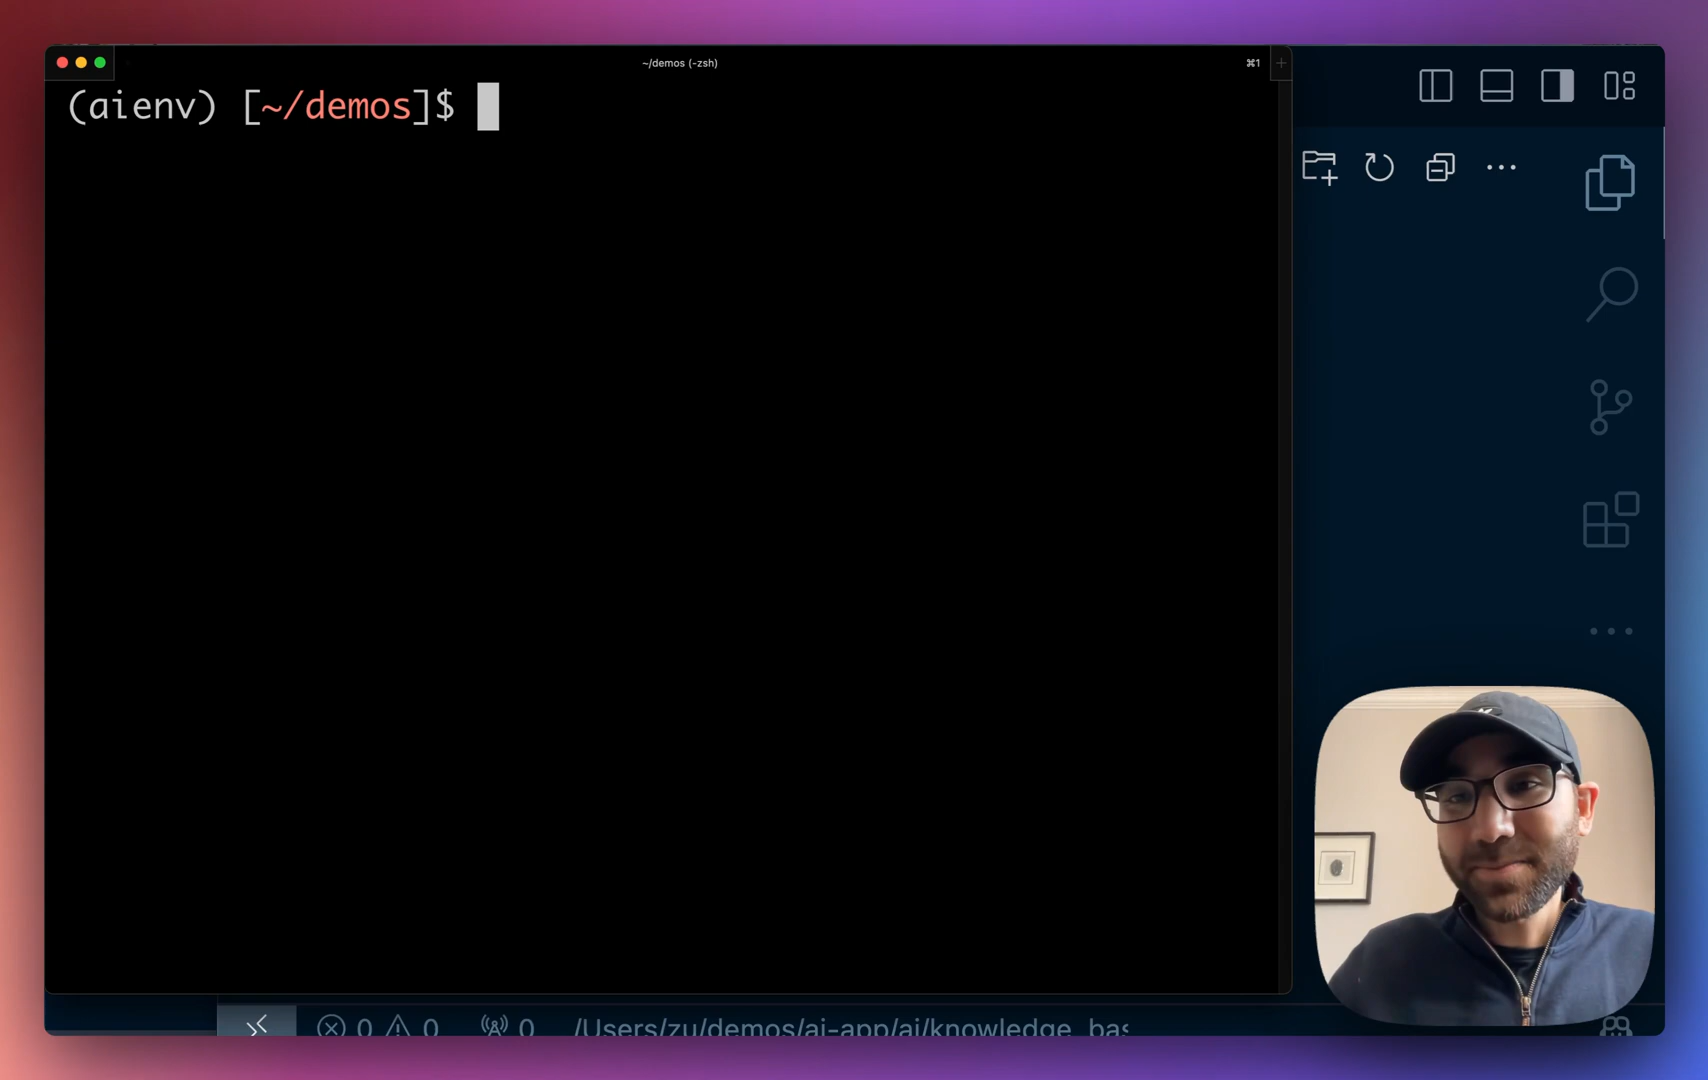 ~/demos (-zsh)
⌘1
(aienv) [~/demos]$
0 0 0 /Users/zu/demos/ai-app/ai/knowledge_bas